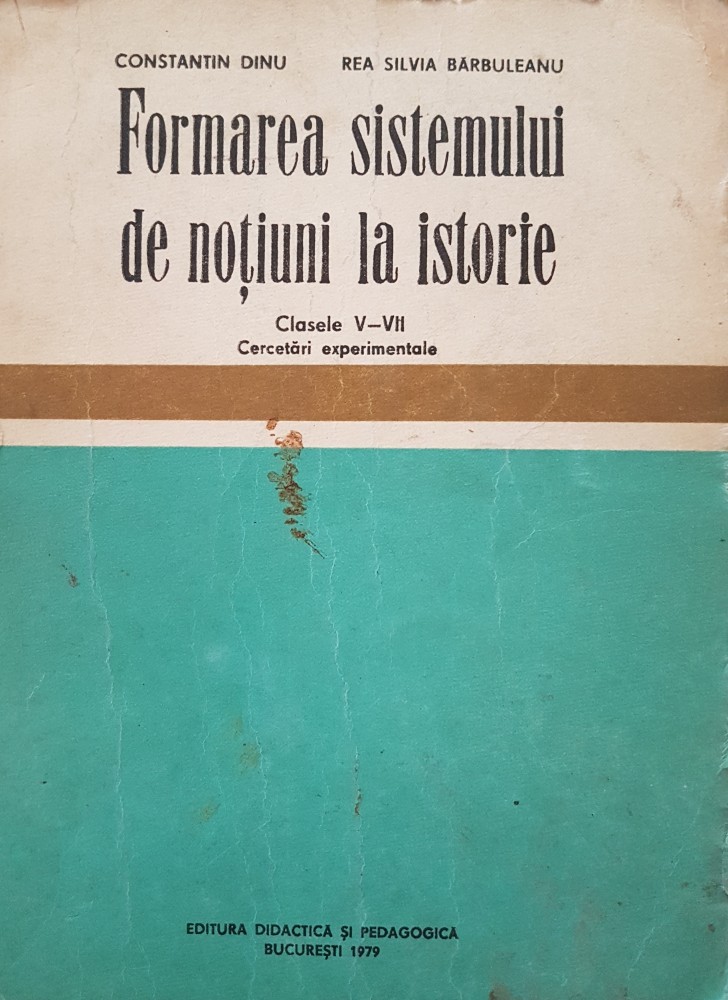 CONSTANTIN DINU REA SILVIA BĂRBULEANU
Formarea sistemului
de noțiuni la istorie
Clasele V–VII
Cercetări experimentale
EDITURA DIDACTICĂ ȘI PEDAGOGICĂ
BUCUREȘTI 1979